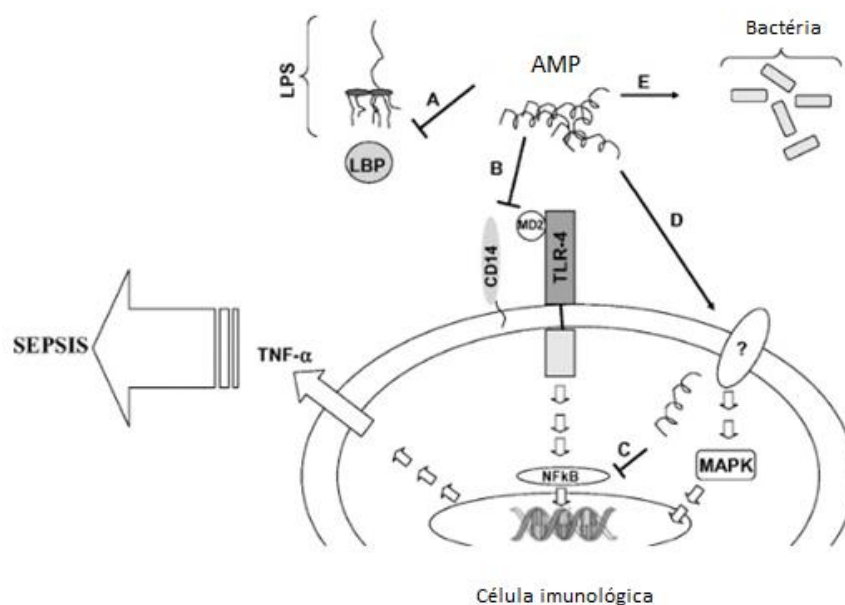 Bactéria
AMP
LPS
A
E
LBP
B
D
MD2
CD14
TLR-4
SEPSIS
TNF-α
?
C
MAPK
NFkB
Célula imunológica